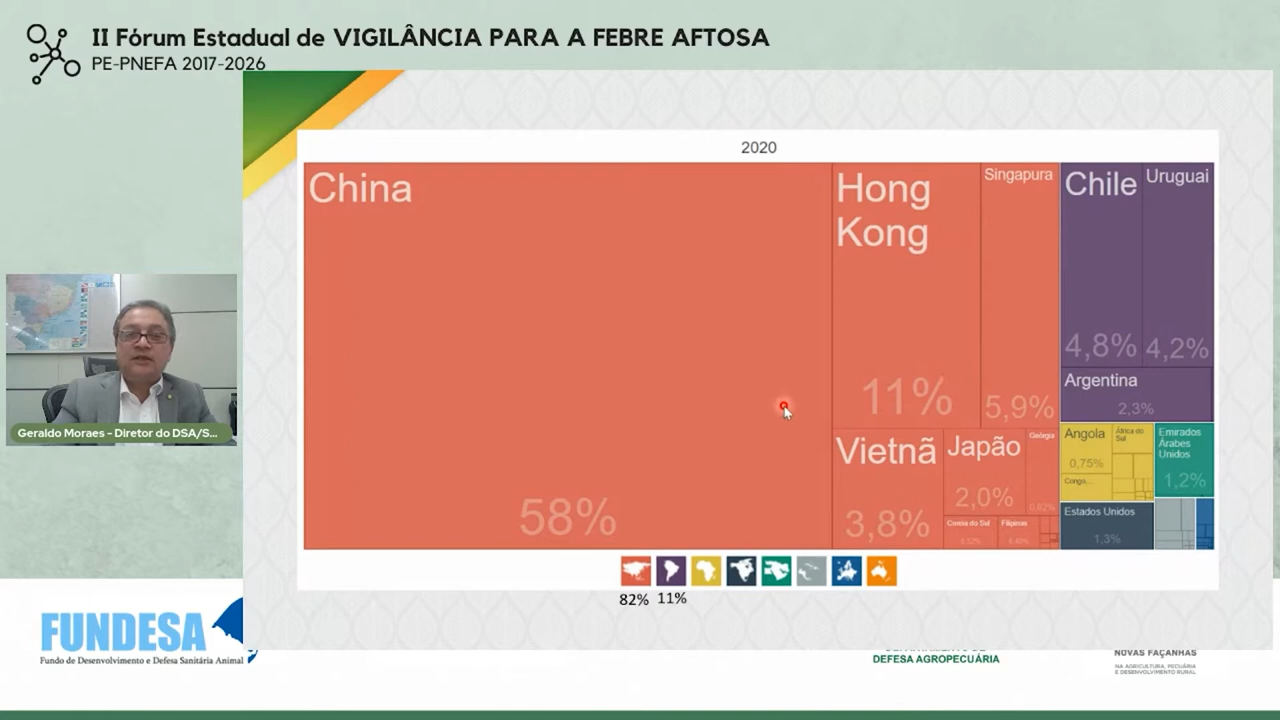 II Fórum Estadual de VIGILÂNCIA PARA A FEBRE AFTOSA
PE-PNEFA 2017-2026
2020
China
58%
Hong
Kong
11%
Singapura
5,9%
Vietnã
3,8%
Japão
2,0%
Geórgia
Coreia do Sul
Filipinas
Chile
4,8%
Uruguai
4,2%
Argentina
2,3%
Angola
0,75%
África do
Sul
Congo,...
Emirados
Árabes
Unidos
1,2%
Estados Unidos
1,3%
82% 11%
Geraldo Moraes - Diretor do DSA/S...
FUNDESA
Fundo de Desenvolvimento e Defesa Sanitária Animal
DEFESA AGROPECUÁRIA
NOVAS FAÇANHAS
NA AGRICULTURA, PECUÁRIA
E DESENVOLVIMENTO RURAL